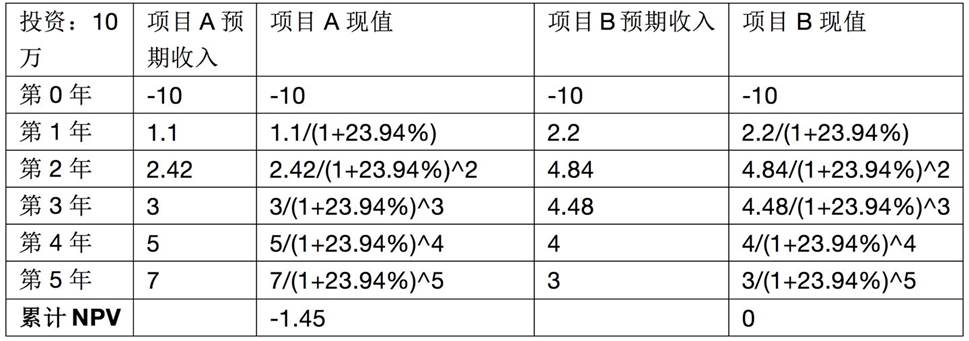 投资：10 万 项目 A 预期收入 项目 A 现值 项目 B 预期收入 项目 B 现值
第 0 年 -10 -10 -10 -10
第 1 年 1.1 1.1/(1+23.94%) 2.2 2.2/(1+23.94%)
第 2 年 2.42 2.42/(1+23.94%)^2 4.84 4.84/(1+23.94%)^2
第 3 年 3 3/(1+23.94%)^3 4.48 4.48/(1+23.94%)^3
第 4 年 5 5/(1+23.94%)^4 4 4/(1+23.94%)^4
第 5 年 7 7/(1+23.94%)^5 3 3/(1+23.94%)^5
累计 NPV -1.45 0